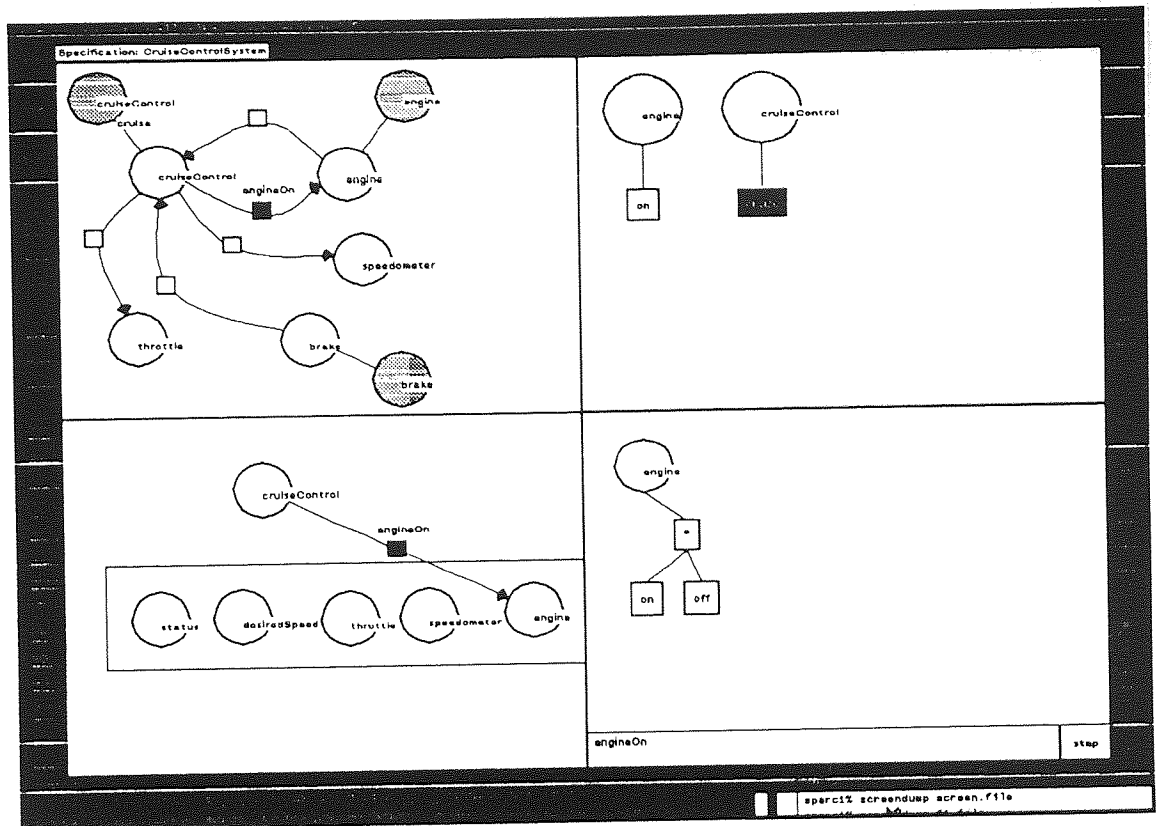 Specification: CruiseControlSystem
cruiseControl
cruise
engine
cruiseControl
engineOn
engine
speedometer
throttle
brake
brake
engine
cruiseControl
on
cruiseControl
engineOn
status
desiredSpeed
throttle
speedometer
engine
engine
*
on
off
engineOn
step
sparc1% screendump screen.file